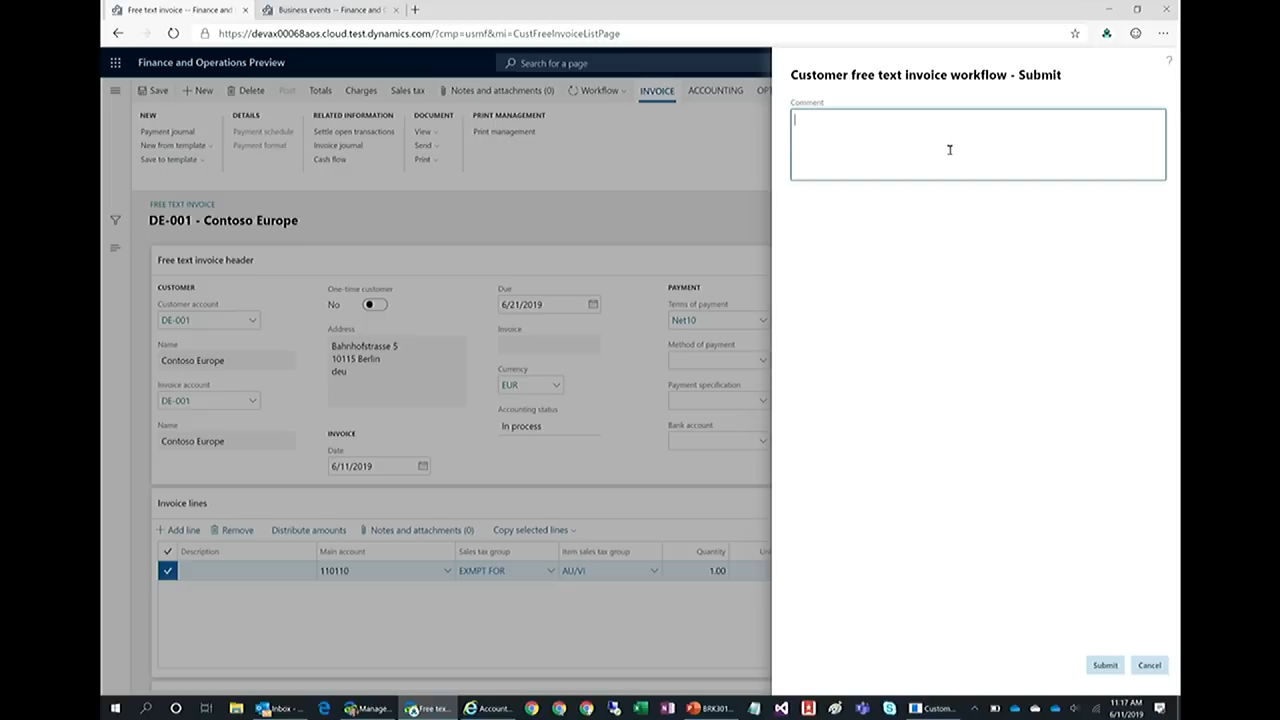 Free text invoice -- Finance and
Business events -- Finance and
https://devax00068aos.cloud.test.dynamics.com/?cmp=usmf&mi=CustFreeInvoiceListPage
Finance and Operations Preview
Search for a page
Save
New
Delete
Post
Totals
Charges
Sales tax
Notes and attachments (0)
Workflow
INVOICE
ACCOUNTING
NEW
DETAILS
RELATED INFORMATION
DOCUMENT
PRINT MANAGEMENT
Payment journal
Payment schedule
Settle open transactions
View
Print management
New from template
Payment format
Invoice journal
Send
Save to template
Cash flow
Print
FREE TEXT INVOICE
DE-001 - Contoso Europe
Free text invoice header
CUSTOMER
One-time customer
Due
PAYMENT
Customer account
No
6/21/2019
Terms of payment
DE-001
Address
Invoice
Net10
Name
Bahnhofstrasse 5
10115 Berlin
deu
Method of payment
Contoso Europe
Currency
Invoice account
EUR
Payment specification
DE-001
Accounting status
Name
INVOICE
In process
Bank account
Contoso Europe
Date
6/11/2019
Invoice lines
Add line
Remove
Distribute amounts
Notes and attachments (0)
Copy selected lines
Description
Main account
Sales tax group
Item sales tax group
Quantity
110110
EXMPT FOR
AU/VI
1.00
Customer free text invoice workflow - Submit
Comment
Submit
Cancel
Inbox - ...
Manage...
Free tex...
Account...
BRK301...
Custom...
11:17 AM
6/11/2019